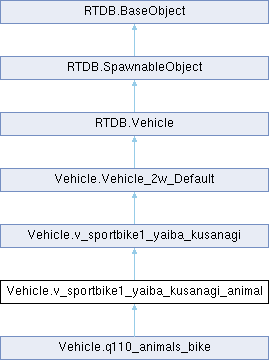 RTDB.BaseObject
RTDB.SpawnableObject
RTDB.Vehicle
Vehicle.Vehicle_2w_Default
Vehicle.v_sportbike1_yaiba_kusanagi
Vehicle.v_sportbike1_yaiba_kusanagi_animal
Vehicle.q110_animals_bike